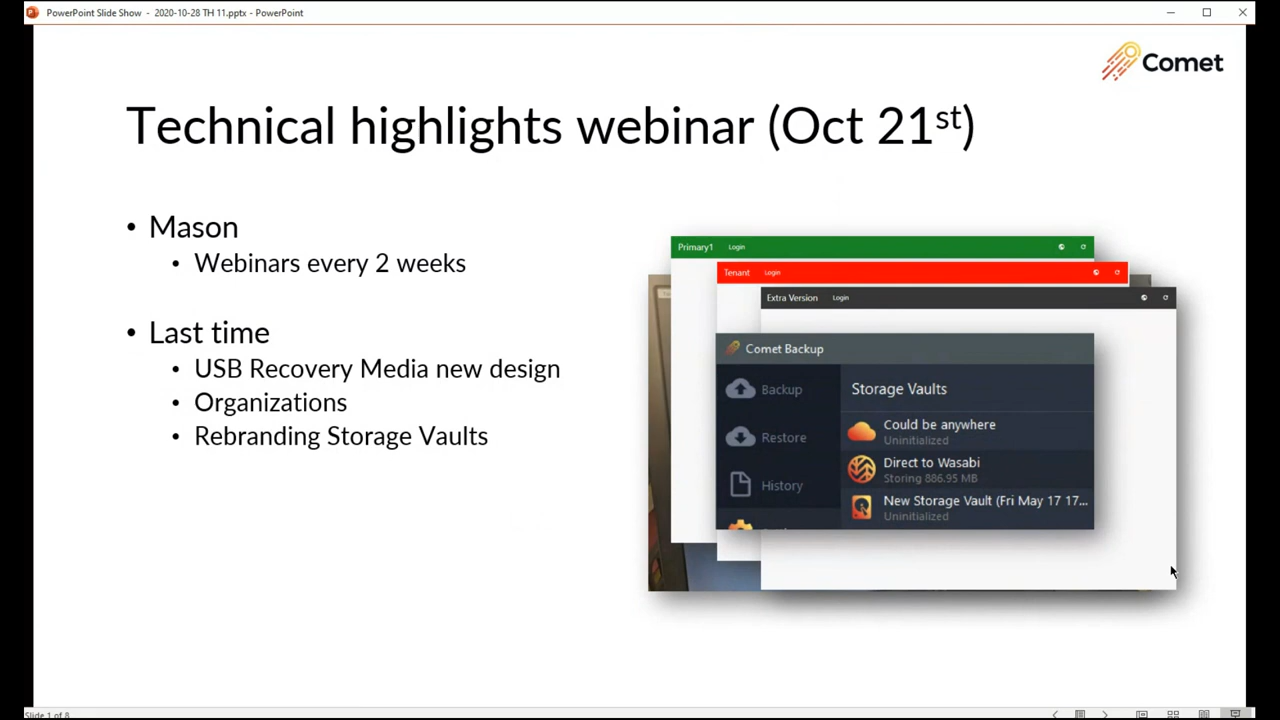 PowerPoint Slide Show - 2020-10-28 TH 11.pptx - PowerPoint
Comet
Technical highlights webinar (Oct 21st)
• Mason
• Webinars every 2 weeks
• Last time
• USB Recovery Media new design
• Organizations
• Rebranding Storage Vaults
Primary1 Login
Tenant Login
Extra Version Login
Comet Backup
Backup
Restore
History
Storage Vaults
Could be anywhere
Uninitialized
Direct to Wasabi
Storing 886.95 MB
New Storage Vault (Fri May 17 17...
Uninitialized
Slide 1 of 8